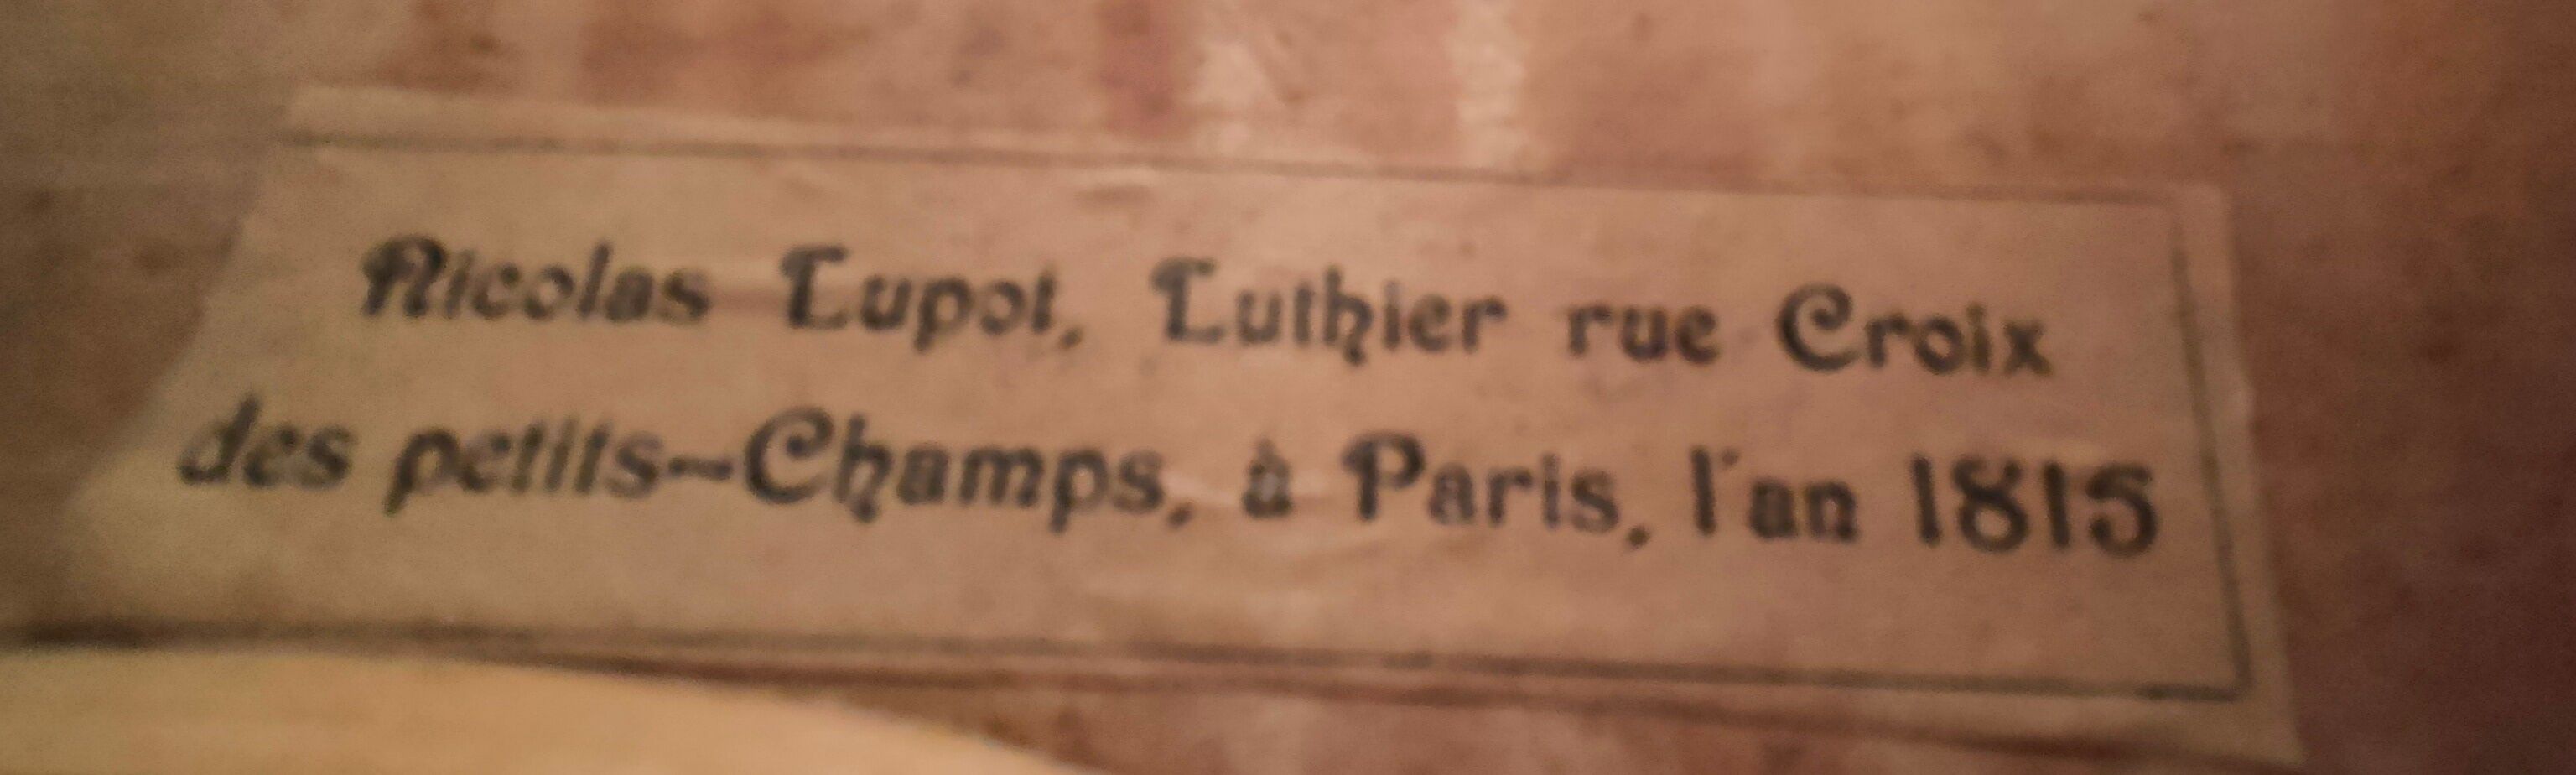 Nicolas Lupot, Luthier rue Croix
des petits-Champs, à Paris, l'an 1815